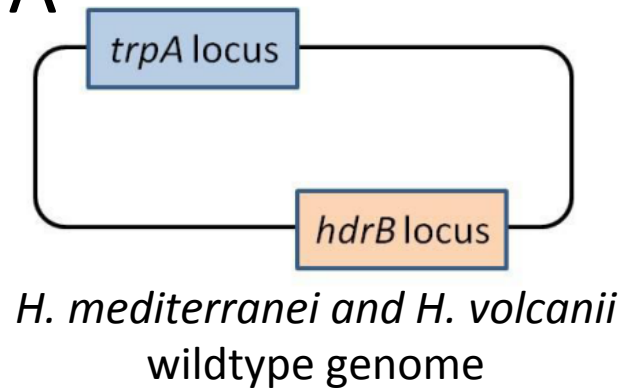 A
trpA locus
hdrB locus
H. mediterranei and H. volcanii
wildtype genome